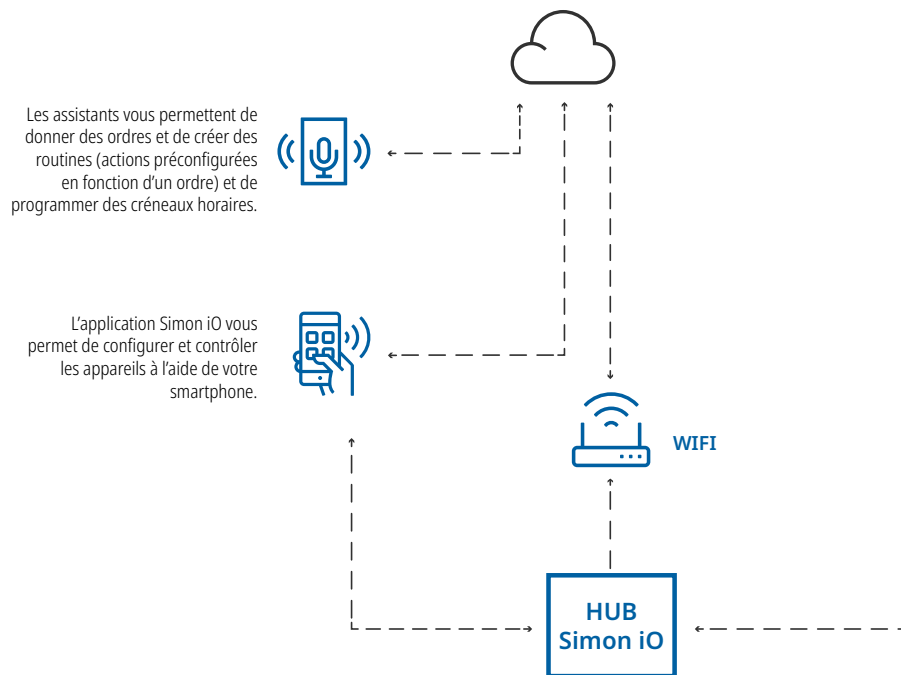 Les assistants vous permettent de
donner des ordres et de créer des
routines (actions préconfigurées
en fonction d'un ordre) et de
programmer des créneaux horaires.
L'application Simon iO vous
permet de configurer et contrôler
les appareils à l'aide de votre
smartphone.
WIFI
HUB
Simon iO